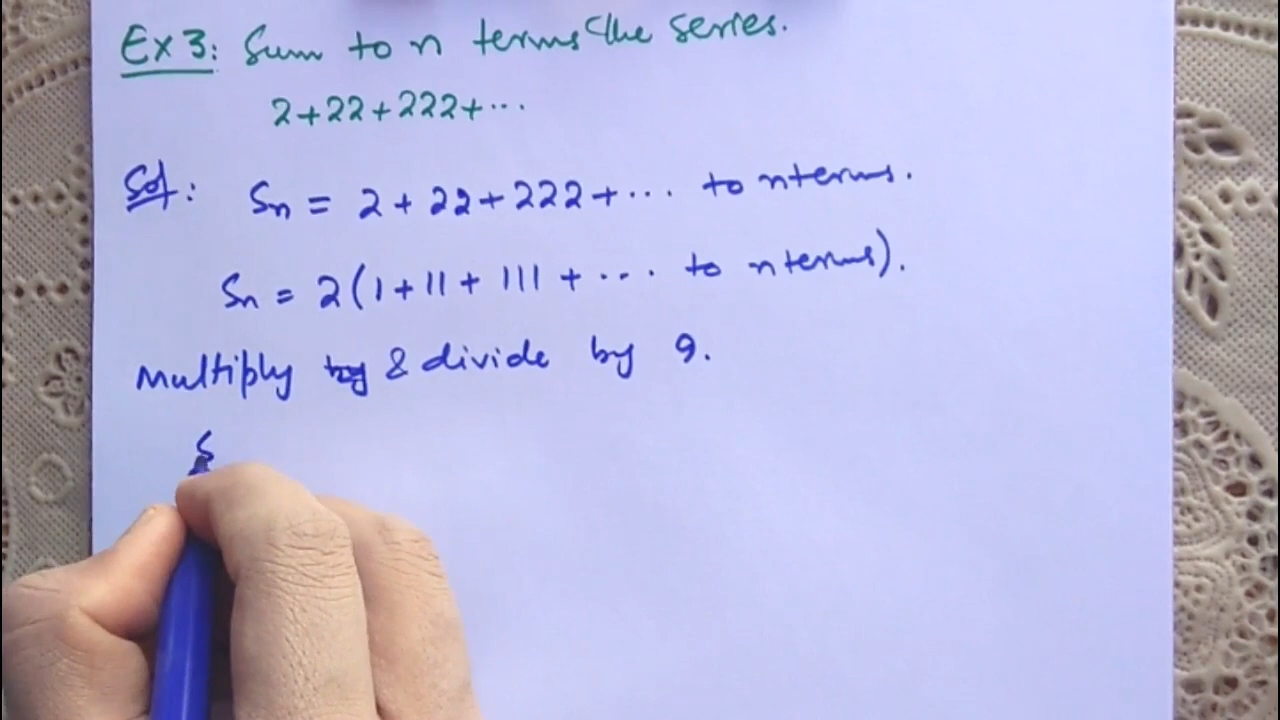 Ex 3: Sum to n terms the series.
2+22+222+...
Sol:  Sn = 2+22+222+... to n terms.
Sn = 2(1+11+111+... to n terms).
Multiply by & divide by 9.
S